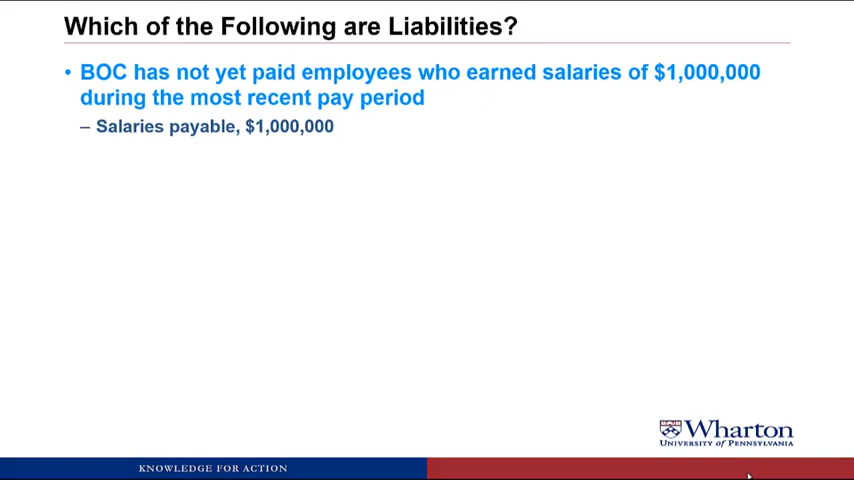 Which of the Following are Liabilities?
• BOC has not yet paid employees who earned salaries of $1,000,000
during the most recent pay period
– Salaries payable, $1,000,000
Wharton
UNIVERSITY of PENNSYLVANIA
KNOWLEDGE FOR ACTION